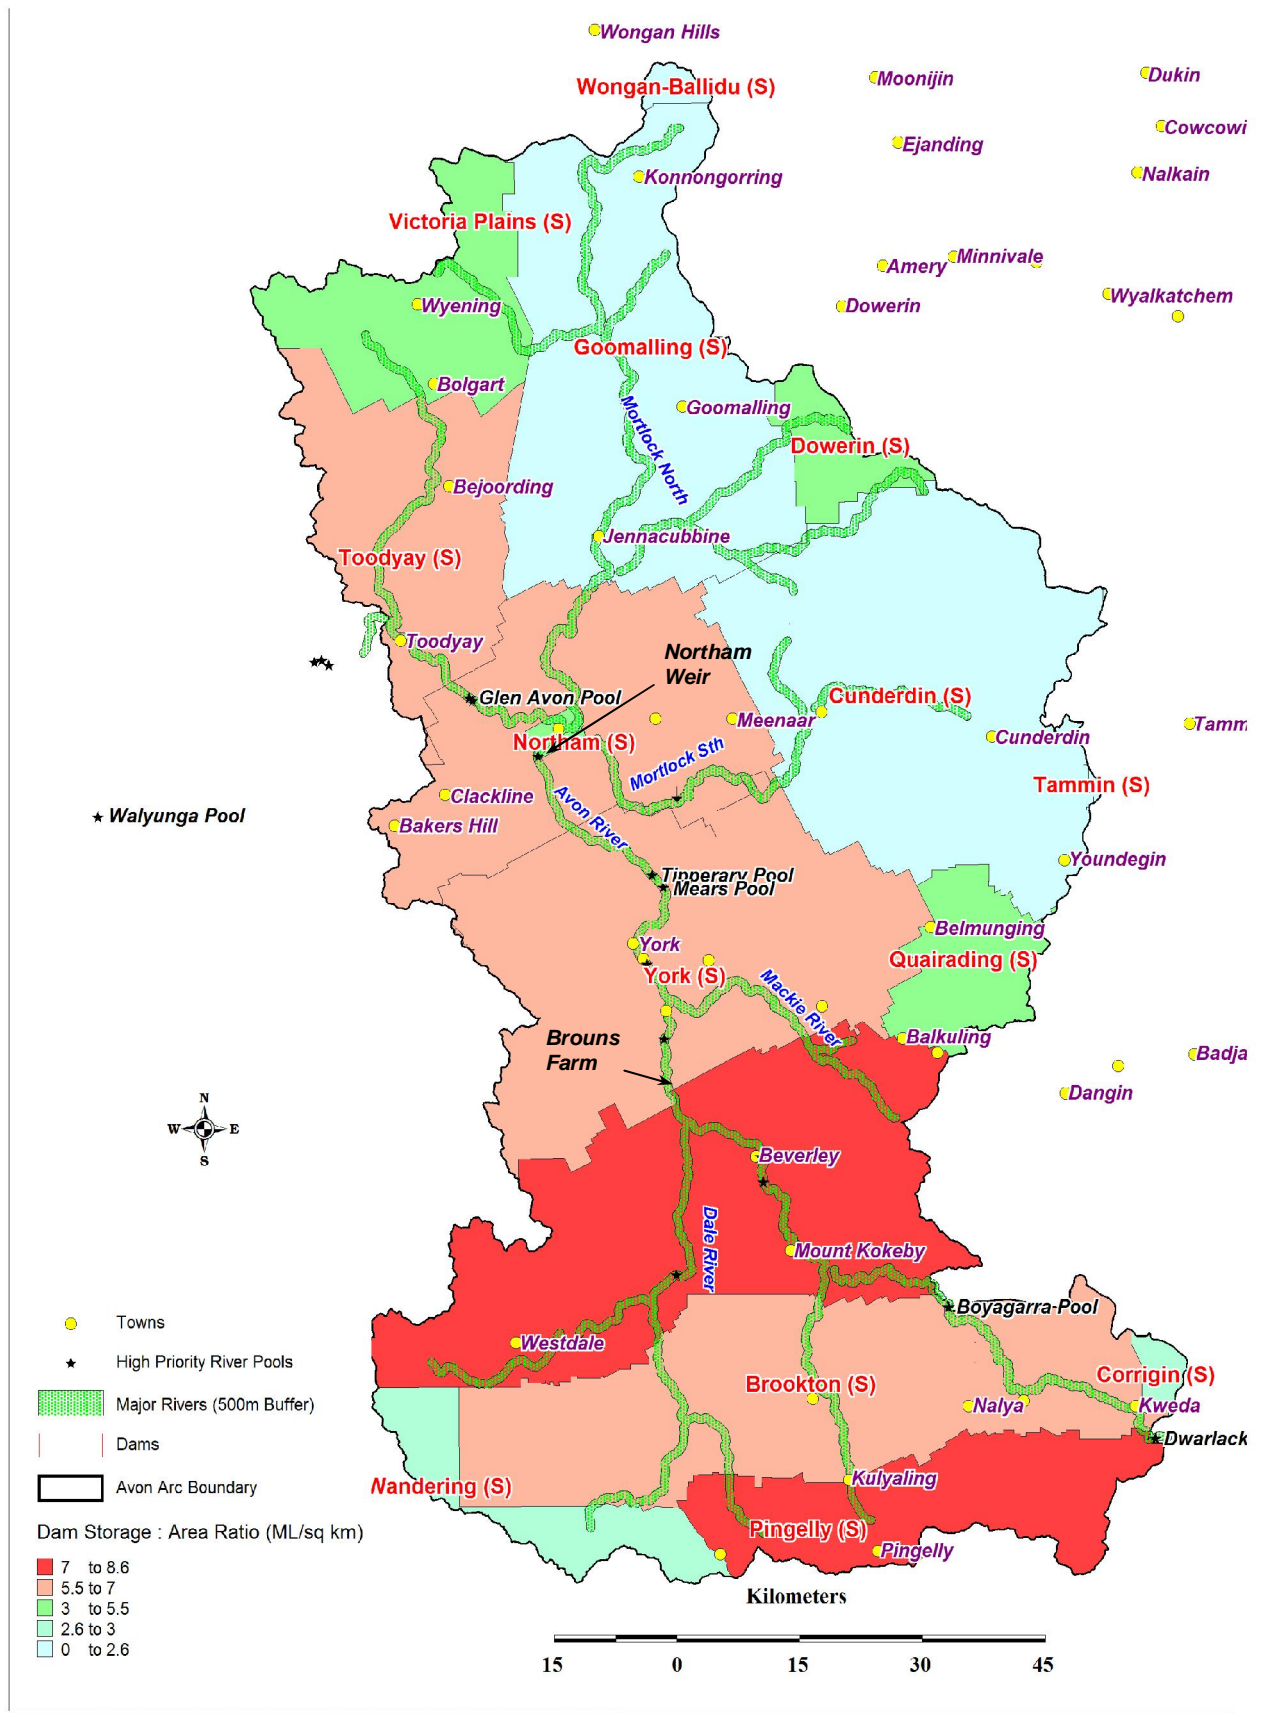 Wongan Hills
Wongan-Ballidu (S)
Moonijin
Dukin
Cowcowi
Ejanding
Nalkain
Konnongorring
Victoria Plains (S)
Amery
Minnivale
Wyening
Dowerin
Wyalkatchem
Goomalling (S)
Bolgart
Goomalling
Mortlock North
Dowerin (S)
Bejoording
Jennacubbine
Toodyay (S)
Toodyay
Northam
Weir
Glen Avon Pool
Cunderdin (S)
Meenaar
Tamm
Northam (S)
Cunderdin
Mortlock Sth
Tammin (S)
Clackline
Avon River
Walyunga Pool
Bakers Hill
Youndegin
Tipperary Pool
Mears Pool
Belmunging
York
Quairading (S)
York (S)
Mackie River
Brouns
Farm
Balkuling
Badja
Dangin
N
W
E
S
Beverley
Dale River
Mount Kokeby
Boyagarra Pool
Westdale
Corrigin (S)
Brookton (S)
Nalya
Kweda
Dwarlack
Wandering (S)
Kulyaling
Pingelly (S)
Pingelly
Towns
High Priority River Pools
Major Rivers (500m Buffer)
Dams
Avon Arc Boundary
Dam Storage : Area Ratio (ML/sq km)
7 to 8.6
5.5 to 7
3 to 5.5
2.6 to 3
0 to 2.6
Kilometers
15 0 15 30 45